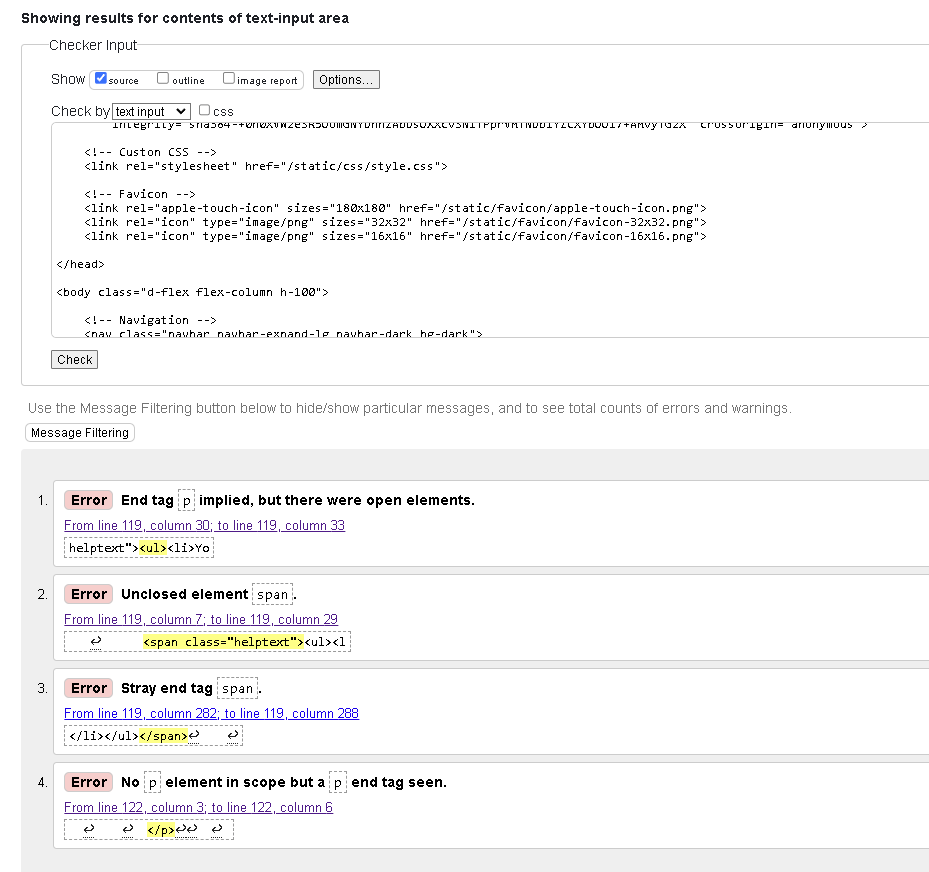 Showing results for contents of text-input area
Checker Input
Show source outline image report Options...
Check by text input css
crossorigin="anonymous">
<!-- Custon CSS -->
<link rel="stylesheet" href="/static/css/style.css">
<!-- Favicon -->
<link rel="apple-touch-icon" sizes="180x180" href="/static/favicon/apple-touch-icon.png">
<link rel="icon" type="image/png" sizes="32x32" href="/static/favicon/favicon-32x32.png">
<link rel="icon" type="image/png" sizes="16x16" href="/static/favicon/favicon-16x16.png">
</head>
<body class="d-flex flex-column h-100">
<!-- Navigation -->
<nav class="navbar navbar-expand-lg navbar-dark bg-dark">
Check
Use the Message Filtering button below to hide/show particular messages, and to see total counts of errors and warnings.
Message Filtering
1. Error End tag p implied, but there were open elements.
From line 119, column 30; to line 119, column 33
helptext"><ul><li>Yo
2. Error Unclosed element span.
From line 119, column 7; to line 119, column 29
↩ <span class="helptext"><ul><l
3. Error Stray end tag span.
From line 119, column 282; to line 119, column 288
</li></ul></span>↩ ↩
4. Error No p element in scope but a p end tag seen.
From line 122, column 3; to line 122, column 6
↩ ↩ </p>↩↩ ↩